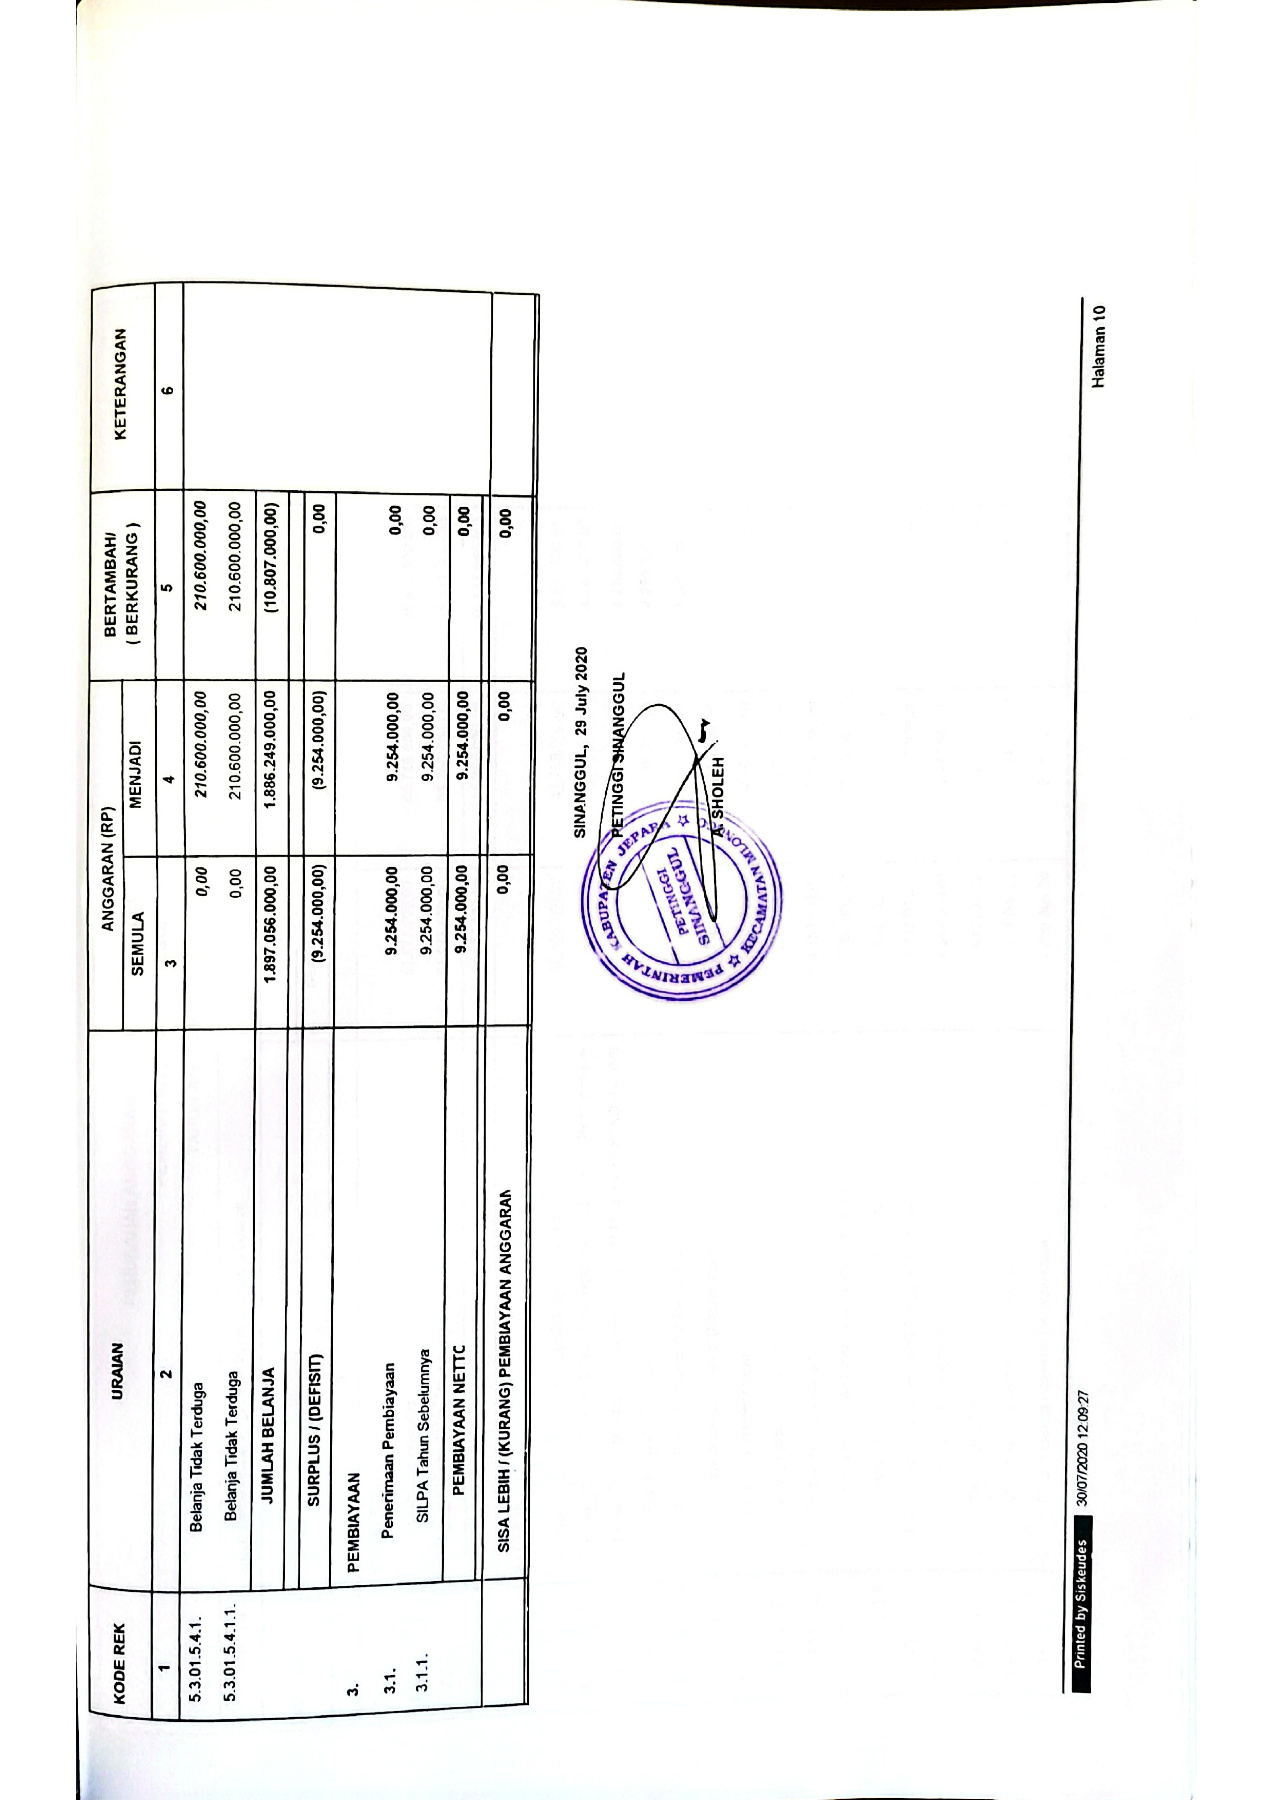 KODE REK URAIAN ANGGARAN (RP) BERTAMBAH/ KETERANGAN
SEMULA MENJADI ( BERKURANG )
1 2 3 4 5 6
5.3.01.5.4.1. Belanja Tidak Terduga 0,00 210.600.000,00 210.600.000,00
5.3.01.5.4.1.1. Belanja Tidak Terduga 0,00 210.600.000,00 210.600.000,00
JUMLAH BELANJA 1.897.056.000,00 1.886.249.000,00 (10.807.000,00)
SURPLUS / (DEFISIT) (9.254.000,00) (9.254.000,00) 0,00
3. PEMBIAYAAN
3.1. Penerimaan Pembiayaan 9.254.000,00 9.254.000,00 0,00
3.1.1. SILPA Tahun Sebelumnya 9.254.000,00 9.254.000,00 0,00
PEMBIAYAAN NETTC 9.254.000,00 9.254.000,00 0,00
SISA LEBIH / (KURANG) PEMBIAYAAN ANGGARAN 0,00 0,00 0,00
SINANGGUL, 29 July 2020
PETINGGI SINANGGUL
PEMERINTAH KABUPATEN JEPARA
PETINGGI
SINANGGUL
KECAMATAN MLONGGO
A. SHOLEH
Printed by Siskeudes 30/07/2020 12:09:27
Halaman 10